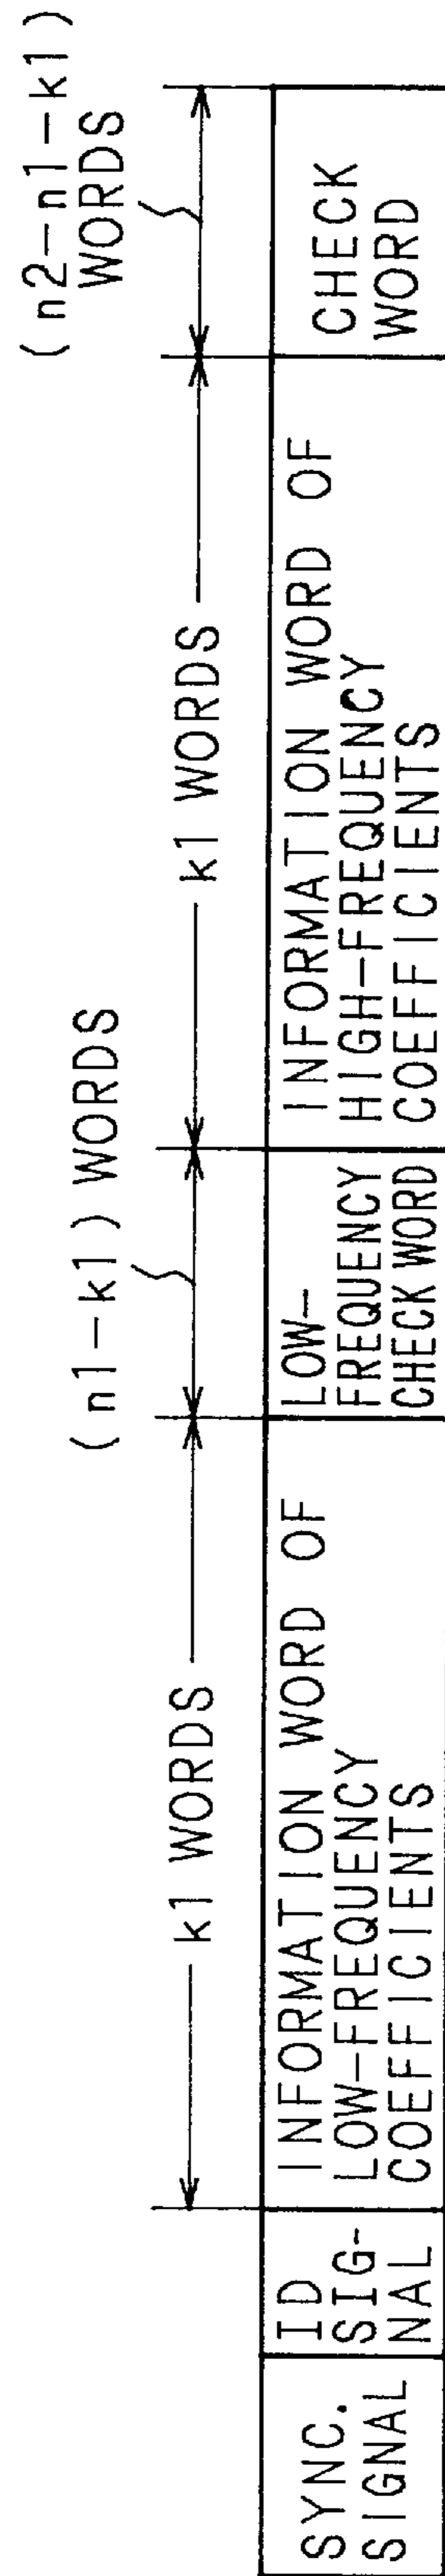 (n2-n1-k1)
WORDS
(n1-k1) WORDS
k1 WORDS
k1 WORDS
SYNC.
SIGNAL
ID
SIG-
NAL
INFORMATION WORD OF
LOW-FREQUENCY
COEFFICIENTS
LOW-
FREQUENCY
CHECK WORD
INFORMATION WORD OF
HIGH-FREQUENCY
COEFFICIENTS
CHECK
WORD